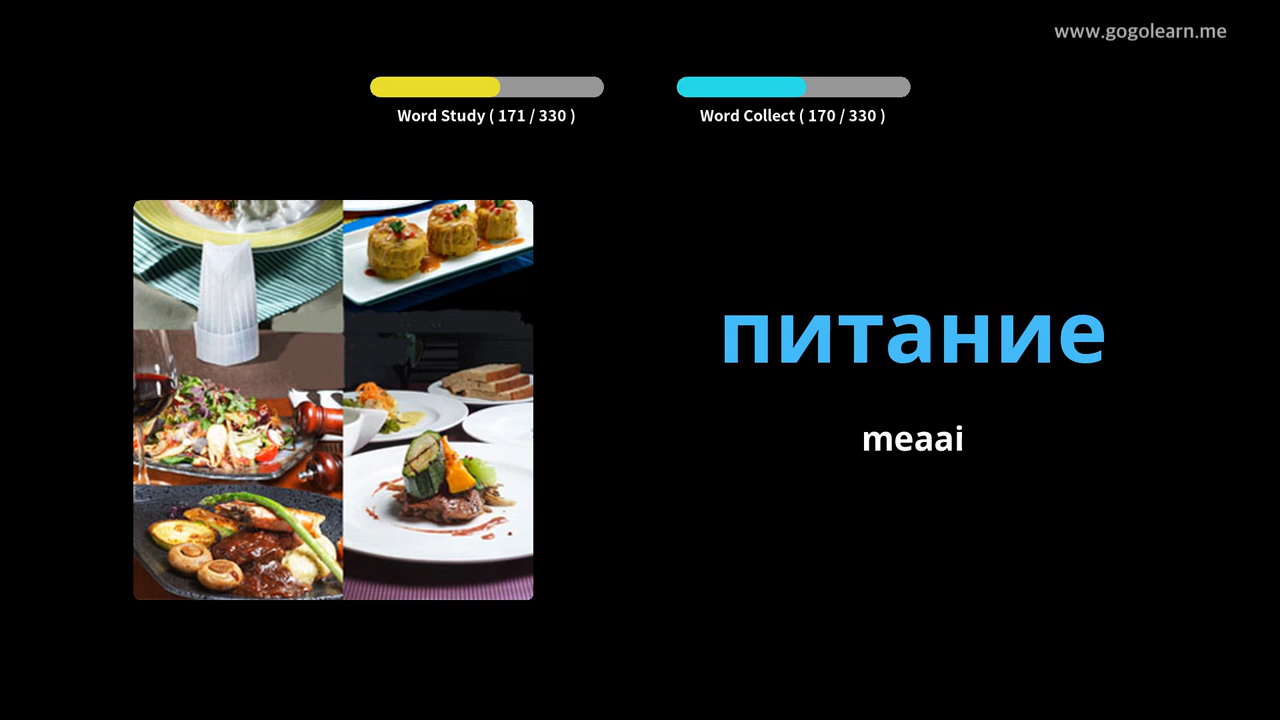 www.gogolearn.me
Word Study ( 171 / 330 )
Word Collect ( 170 / 330 )
питание
meaai